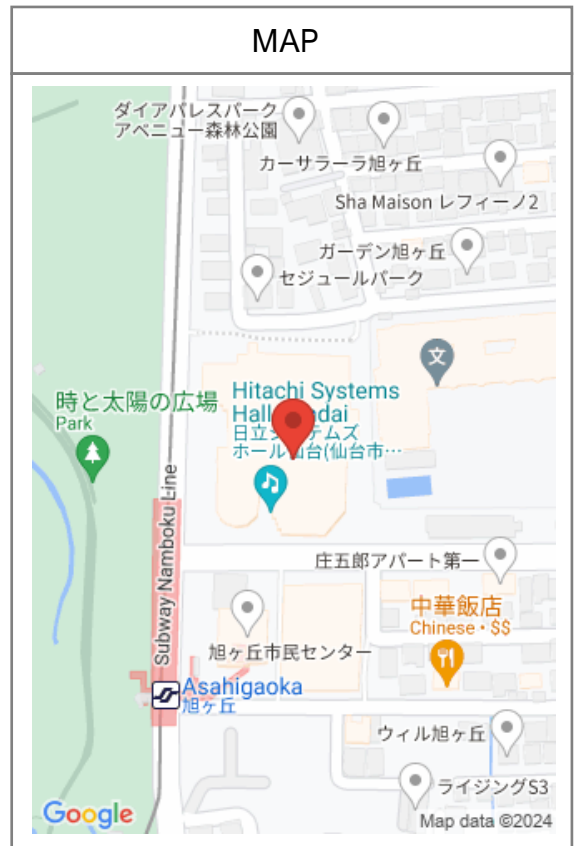 MAP
ダイアパレスパーク
アベニュー森林公園
カーサラーラ旭ヶ丘
Sha Maison レフィーノ2
ガーデン旭ヶ丘
セジュールパーク
文
時と太陽の広場
Park
Hitachi Systems
Hall
日立
テムズ
ホール仙台(仙台市…
Subway Namboku Line
庄五郎アパート第一
中華飯店
Chinese・$$
旭ヶ丘市民センター
Asahigaoka
旭ヶ丘
ウィル旭ヶ丘
ライジングS3
Google
Map data ©2024